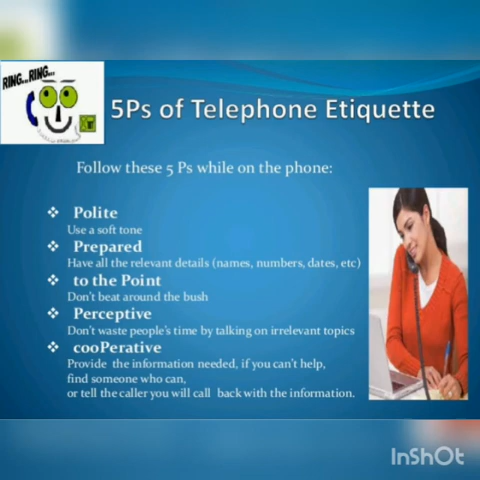 RING...RING...
5Ps of Telephone Etiquette
Follow these 5 Ps while on the phone:
❖ Polite
Use a soft tone
❖ Prepared
Have all the relevant details (names, numbers, dates, etc)
❖ to the Point
Don't beat around the bush
❖ Perceptive
Don't waste people's time by talking on irrelevant topics
❖ cooPerative
Provide the information needed, if you can't help,
find someone who can,
or tell the caller you will call back with the information.
InShOt